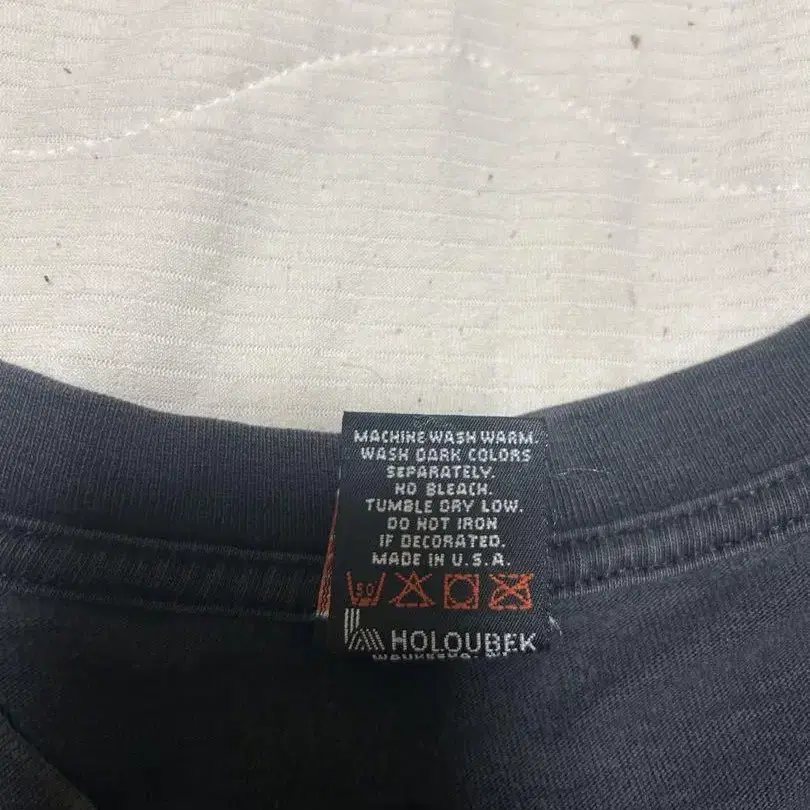 MACHINE WASH WARM.
WASH DARK COLORS
SEPARATELY.
NO BLEACH.
TUMBLE DRY LOW.
DO NOT IRON
IF DECORATED.
MADE IN U.S.A.
50
HOLOUBEK